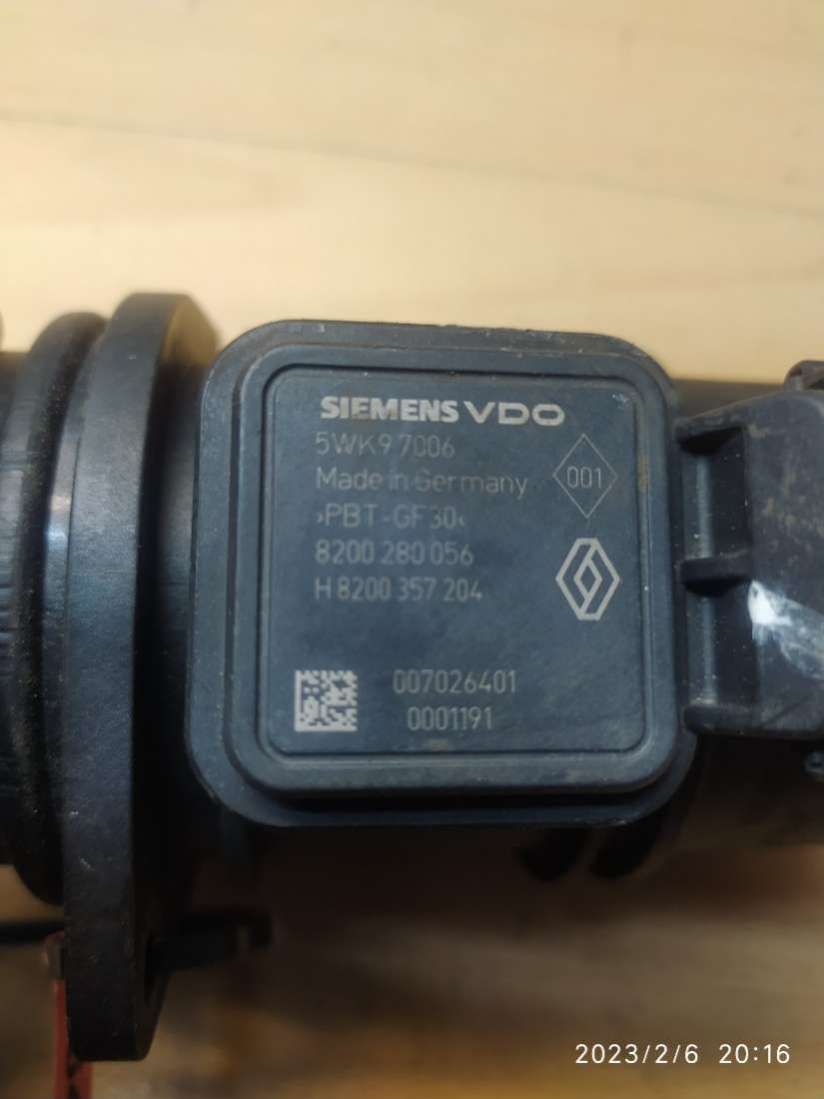 SIEMENS VDO
5WK9 7006
Made in Germany
001
›PBT-GF30‹
8200 280 056
H 8200 357 204
007026401
0001191
2023/2/6 20:16